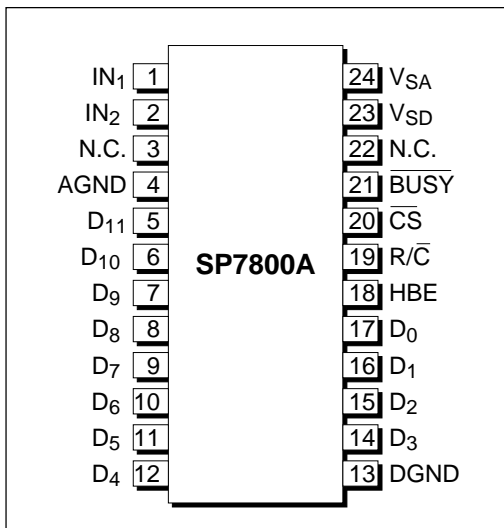 IN1 1 24 VSA
IN2 2 23 VSD
N.C. 3 22 N.C.
AGND 4 21 B̅U̅S̅Y̅
D11 5 20 C̅S̅
D10 6 SP7800A 19 R/C̅
D9 7 18 HBE
D8 8 17 D0
D7 9 16 D1
D6 10 15 D2
D5 11 14 D3
D4 12 13 DGND